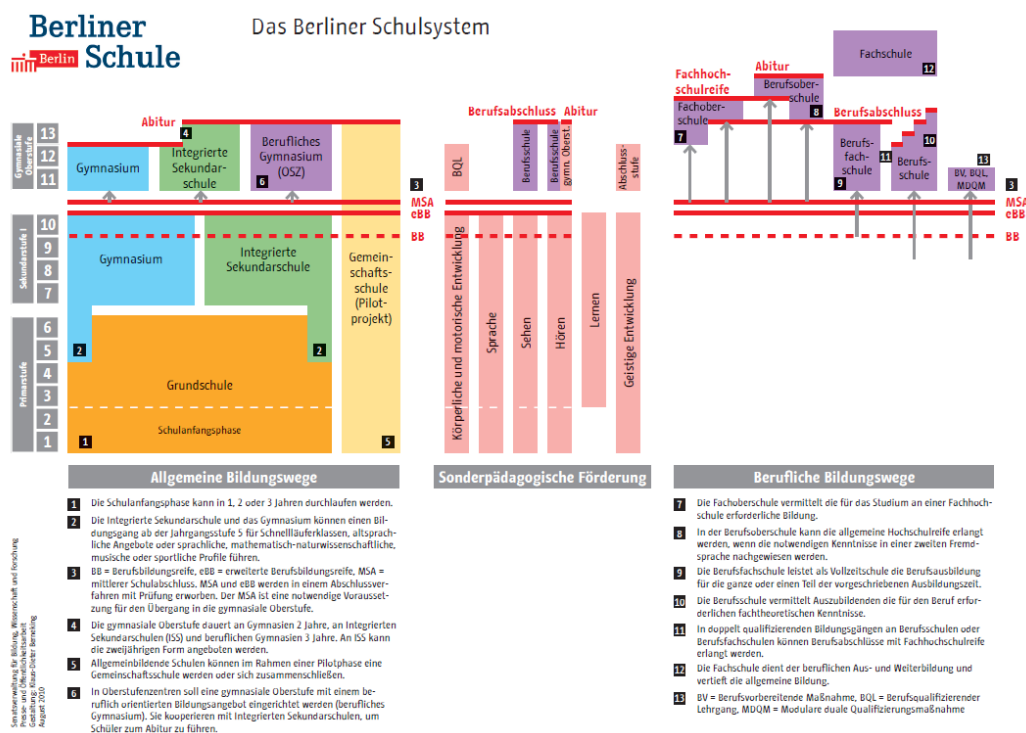 Berliner
Berlin Schule
Das Berliner Schulsystem
Gymnasiale
Oberstufe
13
12
11
Sekundarstufe I
10
9
8
7
Primarstufe
6
5
4
3
2
1
Abitur
4
Gymnasium
Integrierte
Sekundar-
schule
Berufliches
Gymnasium
(OSZ)
6
3
MSA
eBB
BB
Gymnasium
Integrierte
Sekundarschule
Gemein-
schafts-
schule
(Pilot-
projekt)
2
2
Grundschule
Schulanfangsphase
1
5
Berufsabschluss
Abitur
BQL
Berufsschule
Berufsschule
gymn. Oberst.
Abschluss-
stufe
Körperliche und motorische Entwicklung
Sprache
Sehen
Hören
Lernen
Geistige Entwicklung
Fachschule
12
Fachhoch-
schulreife
Abitur
Berufsober-
schule
8
Fachober-
schule
7
Berufsabschluss
Berufs-
fach-
schule
9
11
10
Berufs-
schule
13
BV, BQL,
MDQM
3
MSA
eBB
BB
Allgemeine Bildungswege
1 Die Schulanfangsphase kann in 1, 2 oder 3 Jahren durchlaufen werden.
2 Die Integrierte Sekundarschule und das Gymnasium können einen Bil-
dungsgang ab der Jahrgangsstufe 5 für Schnellläuferklassen, altsprach-
liche Angebote oder sprachliche, mathematisch-naturwissenschaftliche,
musische oder sportliche Profile führen.
3 BB = Berufsbildungsreife, eBB = erweiterte Berufsbildungsreife, MSA =
mittlerer Schulabschluss. MSA und eBB werden in einem Abschlussver-
fahren mit Prüfung erworben. Der MSA ist eine notwendige Vorausset-
zung für den Übergang in die gymnasiale Oberstufe.
4 Die gymnasiale Oberstufe dauert an Gymnasien 2 Jahre, an Integrierten
Sekundarschulen (ISS) und beruflichen Gymnasien 3 Jahre. An ISS kann
die zweijährigen Form angeboten werden.
5 Allgemeinbildende Schulen können im Rahmen einer Pilotphase eine
Gemeinschaftsschule werden oder sich zusammenschließen.
6 In Oberstufenzentren soll eine gymnasiale Oberstufe mit einem be-
ruflich orientierten Bildungsangebot eingerichtet werden (berufliches
Gymnasium). Sie kooperieren mit Integrierten Sekundarschulen, um
Schüler zum Abitur zu führen.
Sonderpädagogische Förderung
Berufliche Bildungswege
7 Die Fachoberschule vermittelt die für das Studium an einer Fachhoch-
schule erforderliche Bildung.
8 In der Berufsoberschule kann die allgemeine Hochschulreife erlangt
werden, wenn die notwendigen Kenntnisse in einer zweiten Fremd-
sprache nachgewiesen werden.
9 Die Berufsfachschule leistet als Vollzeitschule die Berufsausbildung
für die ganze oder einen Teil der vorgeschriebenen Ausbildungszeit.
10 Die Berufsschule vermittelt Auszubildenden die für den Beruf erfor-
derlichen fachtheoretischen Kenntnisse.
11 In doppelt qualifizierenden Bildungsgängen an Berufsschulen oder
Berufsfachschulen können Berufsabschlüsse mit Fachhochschulreife
erlangt werden.
12 Die Fachschule dient der beruflichen Aus- und Weiterbildung und
vertieft die allgemeine Bildung.
13 BV = Berufsvorbereitende Maßnahme, BQL = Berufsqualifizierender
Lehrgang, MDQM = Modulare duale Qualifizierungsmaßnahme
Senatsverwaltung für Bildung, Wissenschaft und Forschung
Presse- und Öffentlichkeitsarbeit
Gestaltung: Klaus-Dieter Berneking
August 2010